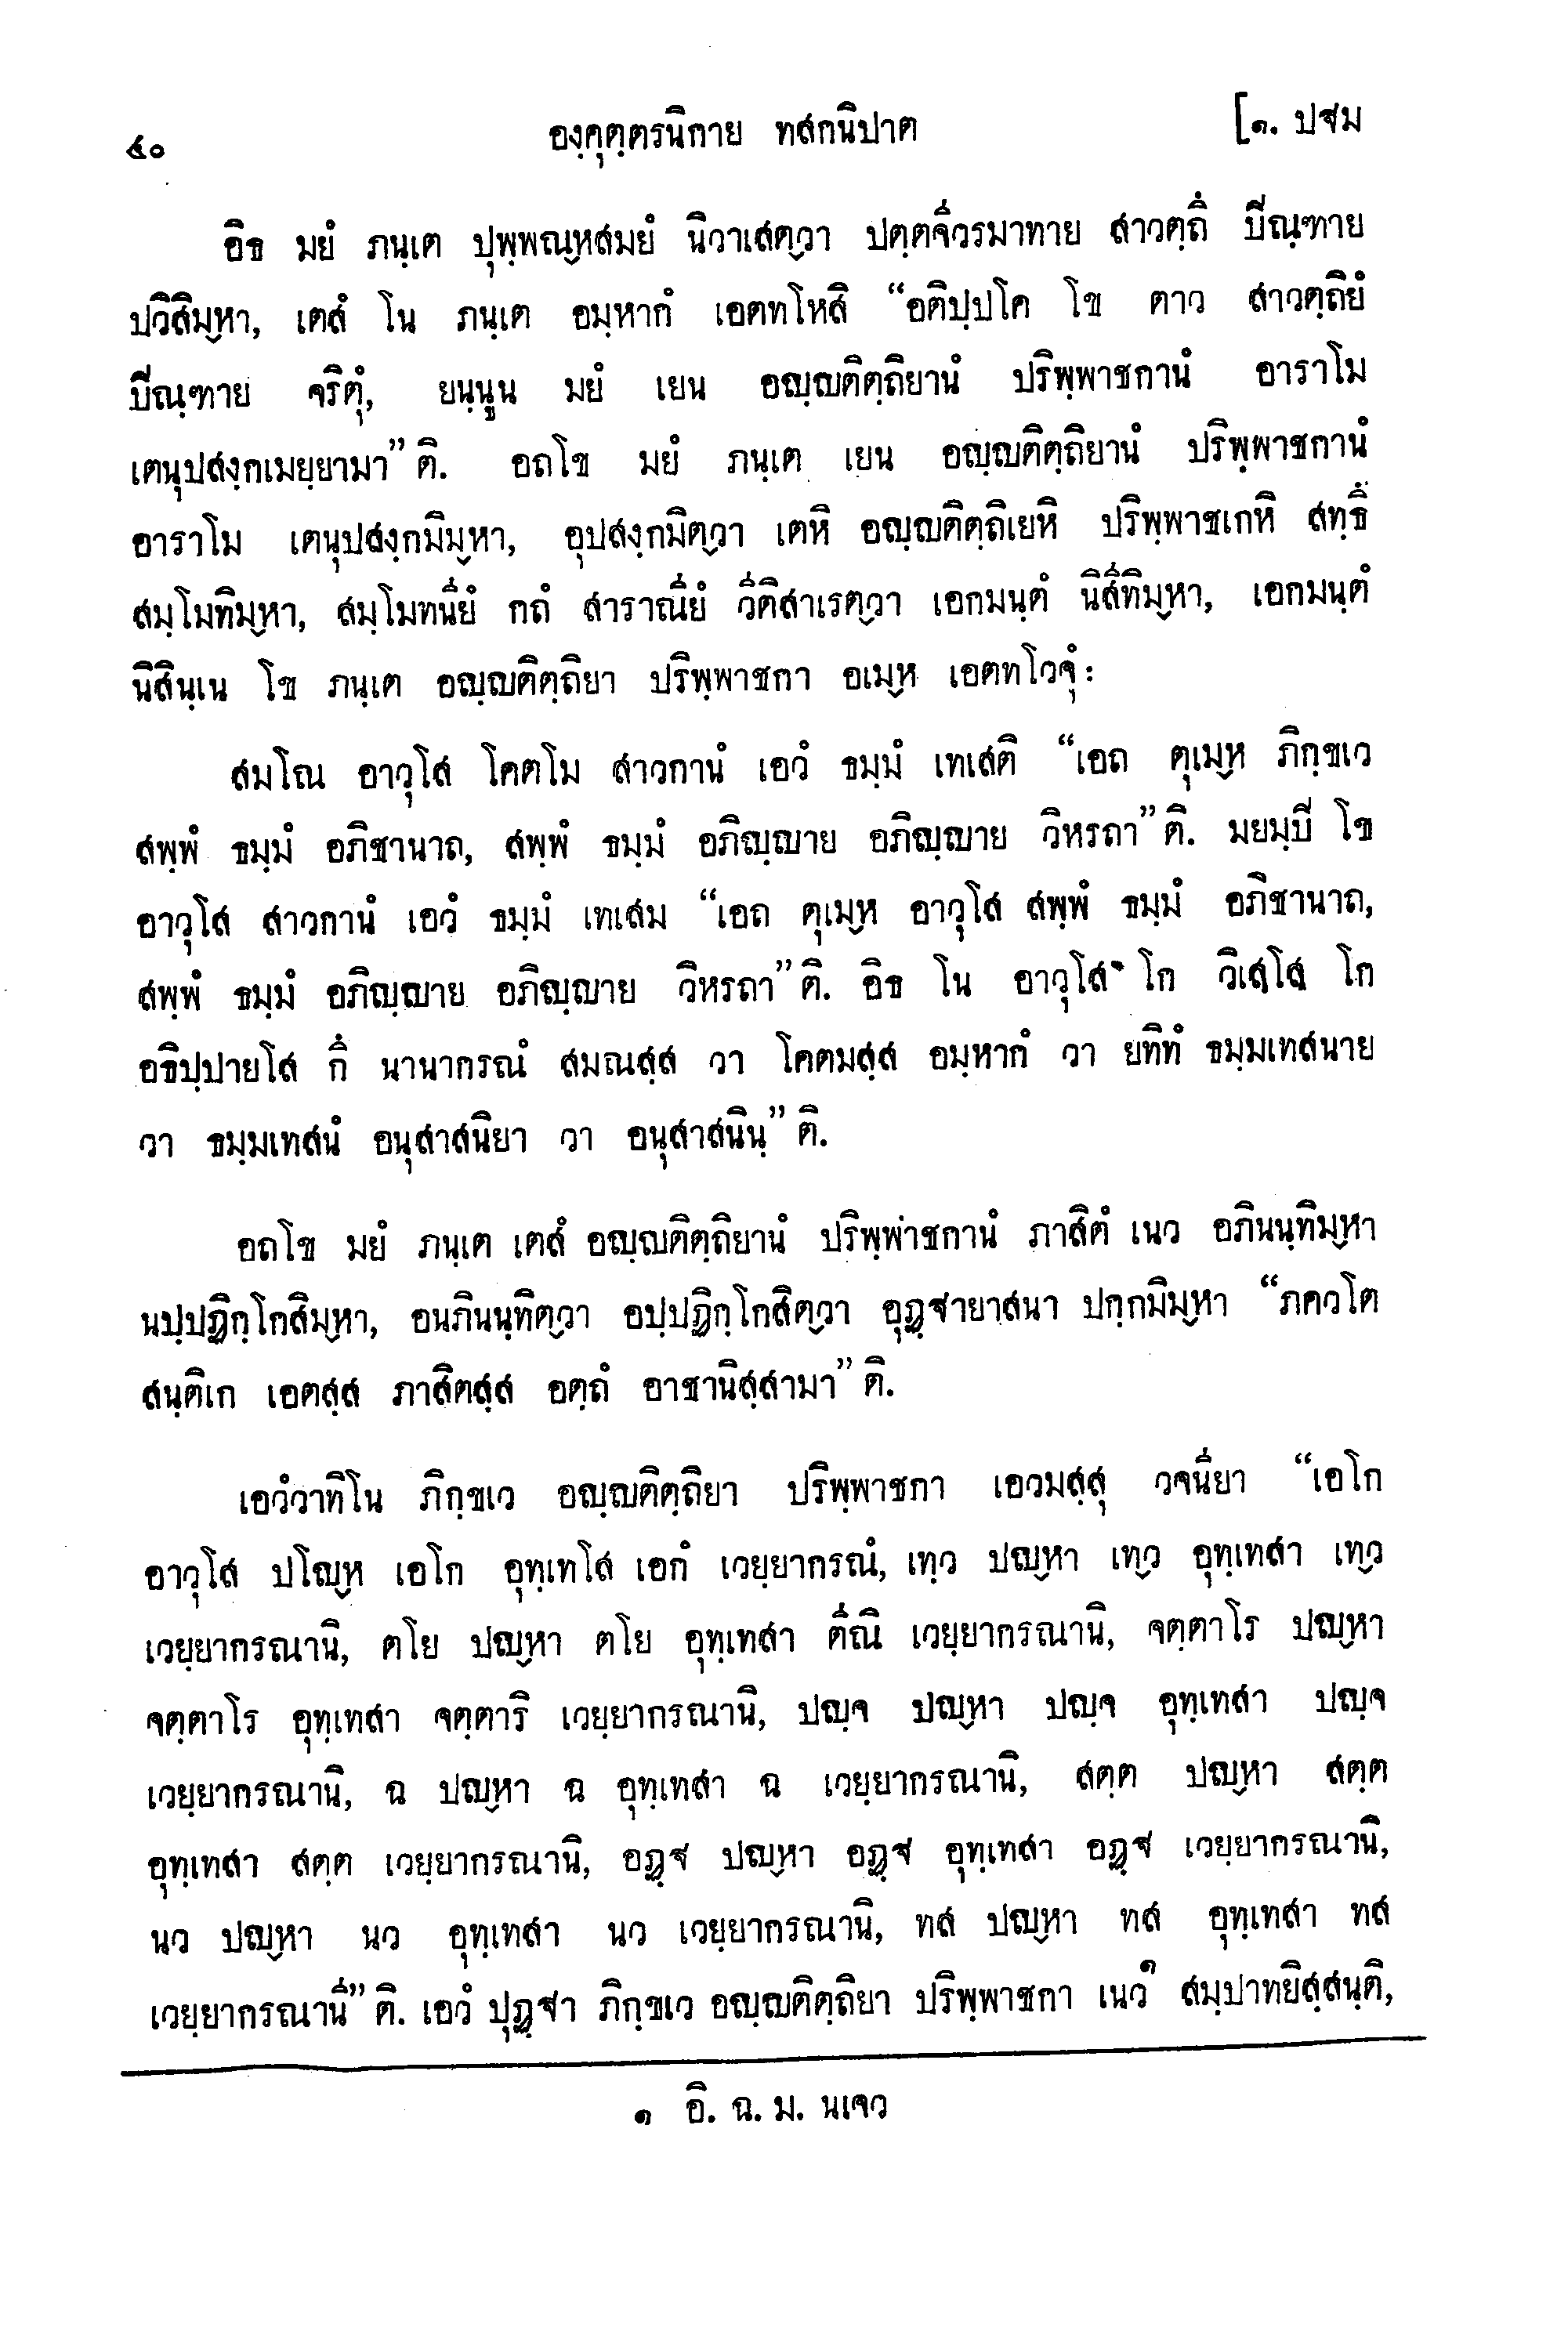 ๕๐ องฺคุตฺตรนิกาย ทสกนิปาต [๑. ปฐม
อิธ มยํ ภนฺเต ปุพฺพณฺหสมยํ นิวาเสตฺวา ปตฺตจีวรมาทาย สาวตฺถึ ปิณฺฑาย
ปวิสิมฺหา, เตสํ โน ภนฺเต อมฺหากํ เอตทโหสิ “อติปฺปโค โข ตาว สาวตฺถิยํ
ปิณฺฑาย จริตุํ, ยนฺนูน มยํ เยน อญฺญติตฺถิยานํ ปริพฺพาชกานํ อาราโม
เตนุปสงฺกเมยฺยามา” ติ. อถโข มยํ ภนฺเต เยน อญฺญติตฺถิยานํ ปริพฺพาชกานํ
อาราโม เตนุปสงฺกมิมฺหา, อุปสงฺกมิตฺวา เตหิ อญฺญติตฺถิเยหิ ปริพฺพาชเกหิ สทฺธึ
สมฺโมทิมฺหา, สมฺโมทนียํ กถํ สาราณียํ วีติสาเรตฺวา เอกมนฺตํ นิสีทิมฺหา, เอกมนฺตํ
นิสินฺเน โข ภนฺเต อญฺญติตฺถิยา ปริพฺพาชกา อเมฺห เอตทโวจุํ:
สมโณ อาวุโส โคตโม สาวกานํ เอวํ ธมฺมํ เทเสติ “เอถ ตุเมฺห ภิกฺขเว
สพฺพํ ธมฺมํ อภิชานาถ, สพฺพํ ธมฺมํ อภิญฺญาย อภิญฺญาย วิหรถา” ติ. มยมฺปิ โข
อาวุโส สาวกานํ เอวํ ธมฺมํ เทเสม “เอถ ตุเมฺห อาวุโส สพฺพํ ธมฺมํ อภิชานาถ,
สพฺพํ ธมฺมํ อภิญฺญาย อภิญฺญาย วิหรถา” ติ. อิธ โน อาวุโส โก วิเสโส โก
อธิปฺปายโส กึ นานากรณํ สมณสฺส วา โคตมสฺส อมฺหากํ วา ยทิทํ ธมฺมเทสนาย
วา ธมฺมเทสนํ อนุสาสนิยา วา อนุสาสนินฺ” ติ.
อถโข มยํ ภนฺเต เตสํ อญฺญติตฺถิยานํ ปริพฺพาชกานํ ภาสิตํ เนว อภินนฺทิมฺหา
นปฺปฏิกฺโกสิมฺหา, อนภินนฺทิตฺวา อปฺปฏิกฺโกสิตฺวา อุฏฺฐายาสนา ปกฺกมิมฺหา “ภควโต
สนฺติเก เอตสฺส ภาสิตสฺส อตฺถํ อาชานิสฺสามา” ติ.
เอวํวาทิโน ภิกฺขเว อญฺญติตฺถิยา ปริพฺพาชกา เอวมสฺสุ วจนียา “เอโก
อาวุโส ปโญฺห เอโก อุทฺเทโส เอกํ เวยฺยากรณํ, เทฺว ปญฺหา เทฺว อุทฺเทสา เทฺว
เวยฺยากรณานิ, ตโย ปญฺหา ตโย อุทฺเทสา ตีณิ เวยฺยากรณานิ, จตฺตาโร ปญฺหา
จตฺตาโร อุทฺเทสา จตฺตาริ เวยฺยากรณานิ, ปญฺจ ปญฺหา ปญฺจ อุทฺเทสา ปญฺจ
เวยฺยากรณานิ, ฉ ปญฺหา ฉ อุทฺเทสา ฉ เวยฺยากรณานิ, สตฺต ปญฺหา สตฺต
อุทฺเทสา สตฺต เวยฺยากรณานิ, อฏฺฐ ปญฺหา อฏฺฐ อุทฺเทสา อฏฺฐ เวยฺยากรณานิ,
นว ปญฺหา นว อุทฺเทสา นว เวยฺยากรณานิ, ทส ปญฺหา ทส อุทฺเทสา ทส
เวยฺยากรณานี” ติ. เอวํ ปุฏฺฐา ภิกฺขเว อญฺญติตฺถิยา ปริพฺพาชกา เนว๑ สมฺปาทยิสฺสนฺติ,
๑ อิ. ฉ. ม. นเจว